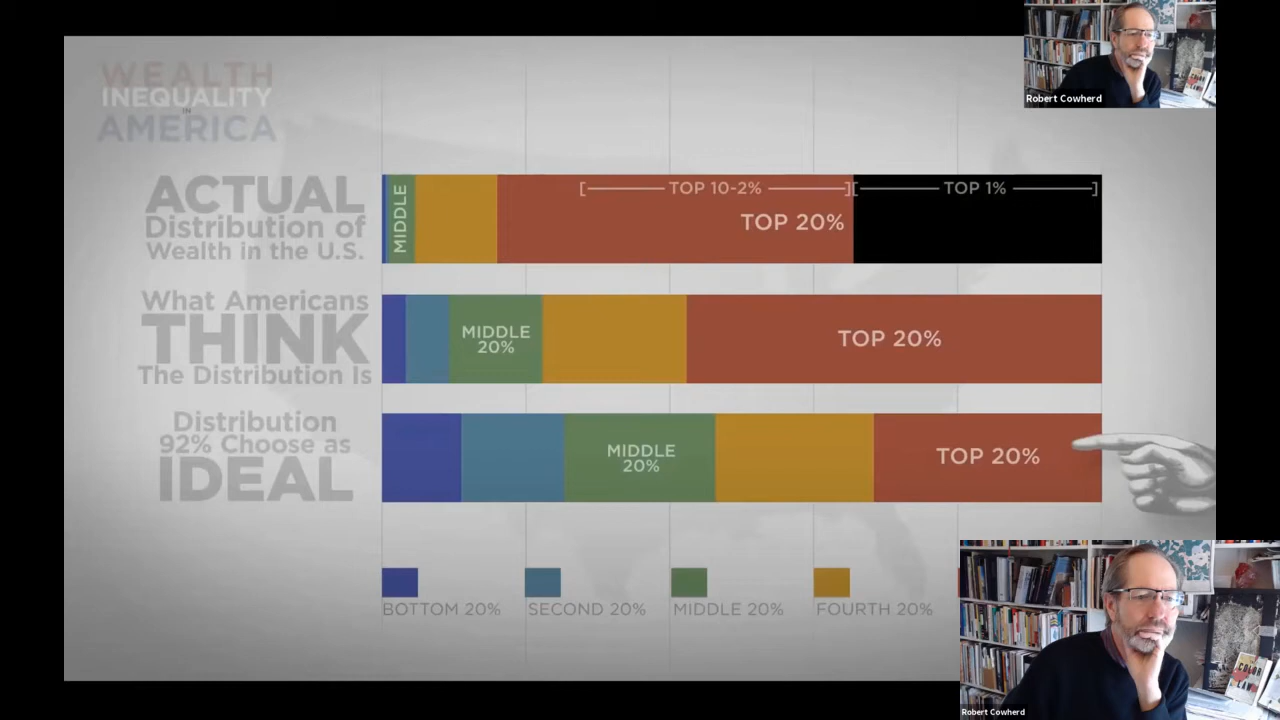 WEALTH
INEQUALITY
IN
AMERICA
Robert Cowherd
ACTUAL
Distribution of
Wealth in the U.S.
MIDDLE
TOP 10-2%
TOP 1%
TOP 20%
What Americans
THINK
The Distribution Is
MIDDLE
20%
TOP 20%
Distribution
92% Choose as
IDEAL
MIDDLE
20%
TOP 20%
BOTTOM 20%
SECOND 20%
MIDDLE 20%
FOURTH 20%
COLOR
Robert Cowherd